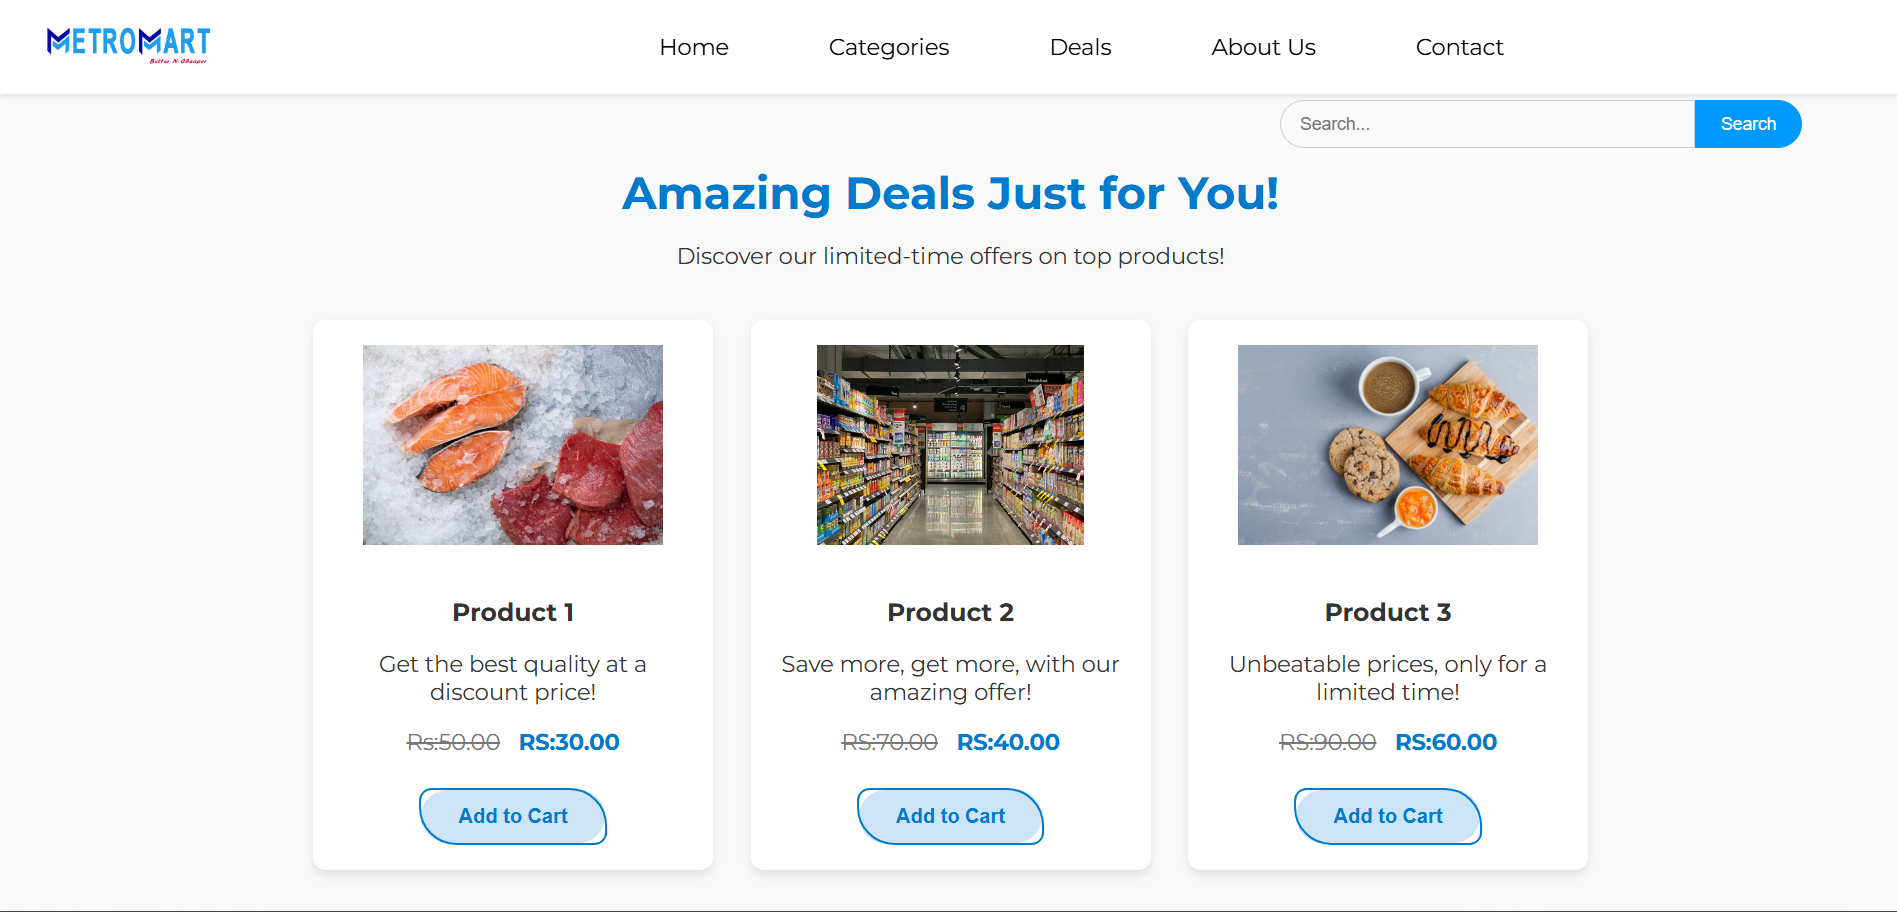 METROMART
Better N Cheaper
Home
Categories
Deals
About Us
Contact
Search...
Search
Amazing Deals Just for You!
Discover our limited-time offers on top products!
Product 1
Get the best quality at a
discount price!
Rs:50.00 RS:30.00
Add to Cart
Product 2
Save more, get more, with our
amazing offer!
RS:70.00 RS:40.00
Add to Cart
Product 3
Unbeatable prices, only for a
limited time!
RS:90.00 RS:60.00
Add to Cart